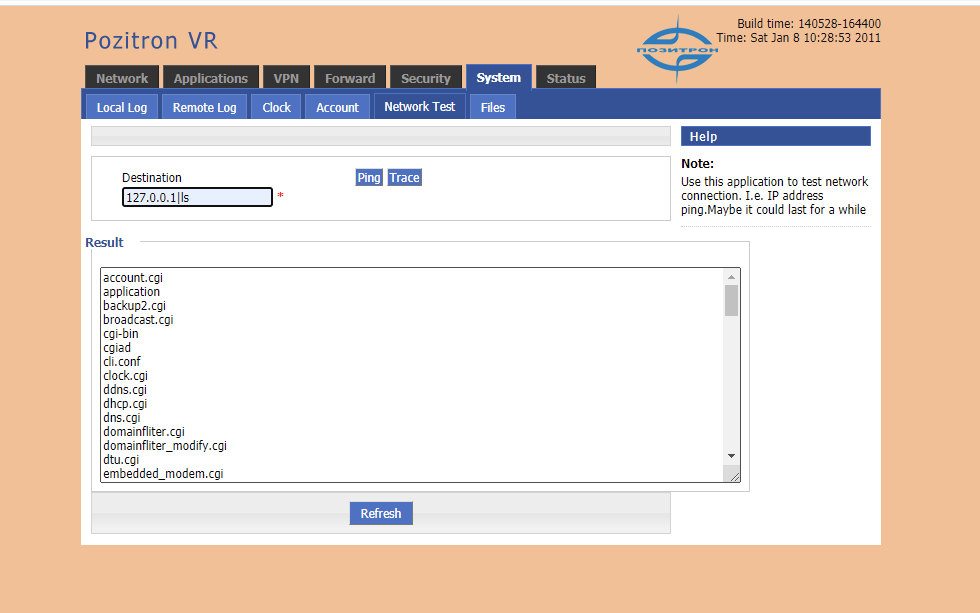 Pozitron VR
ПОЗИТРОН
Build time: 140528-164400
Time: Sat Jan 8 10:28:53 2011
Network Applications VPN Forward Security System Status
Local Log Remote Log Clock Account Network Test Files
Help
Destination
Ping Trace
127.0.0.1|ls *
Note:
Use this application to test network
connection. I.e. IP address
ping.Maybe it could last for a while
Result
account.cgi
application
backup2.cgi
broadcast.cgi
cgi-bin
cgiad
cli.conf
clock.cgi
ddns.cgi
dhcp.cgi
dns.cgi
domainfliter.cgi
domainfliter_modify.cgi
dtu.cgi
embedded_modem.cgi
Refresh